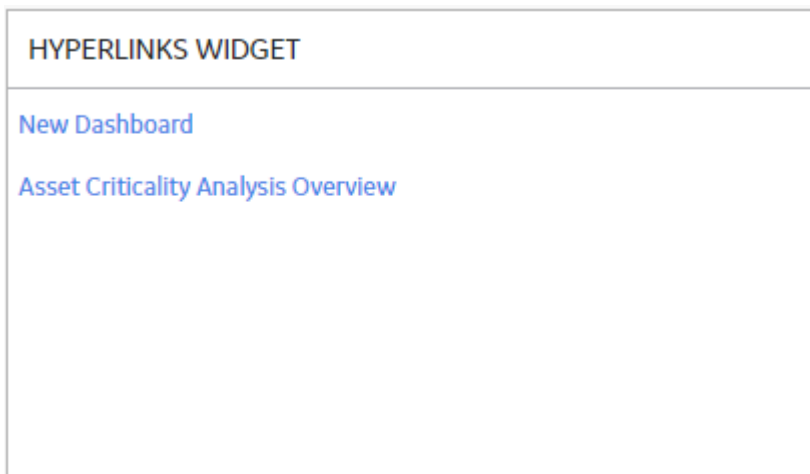 HYPERLINKS WIDGET
New Dashboard
Asset Criticality Analysis Overview